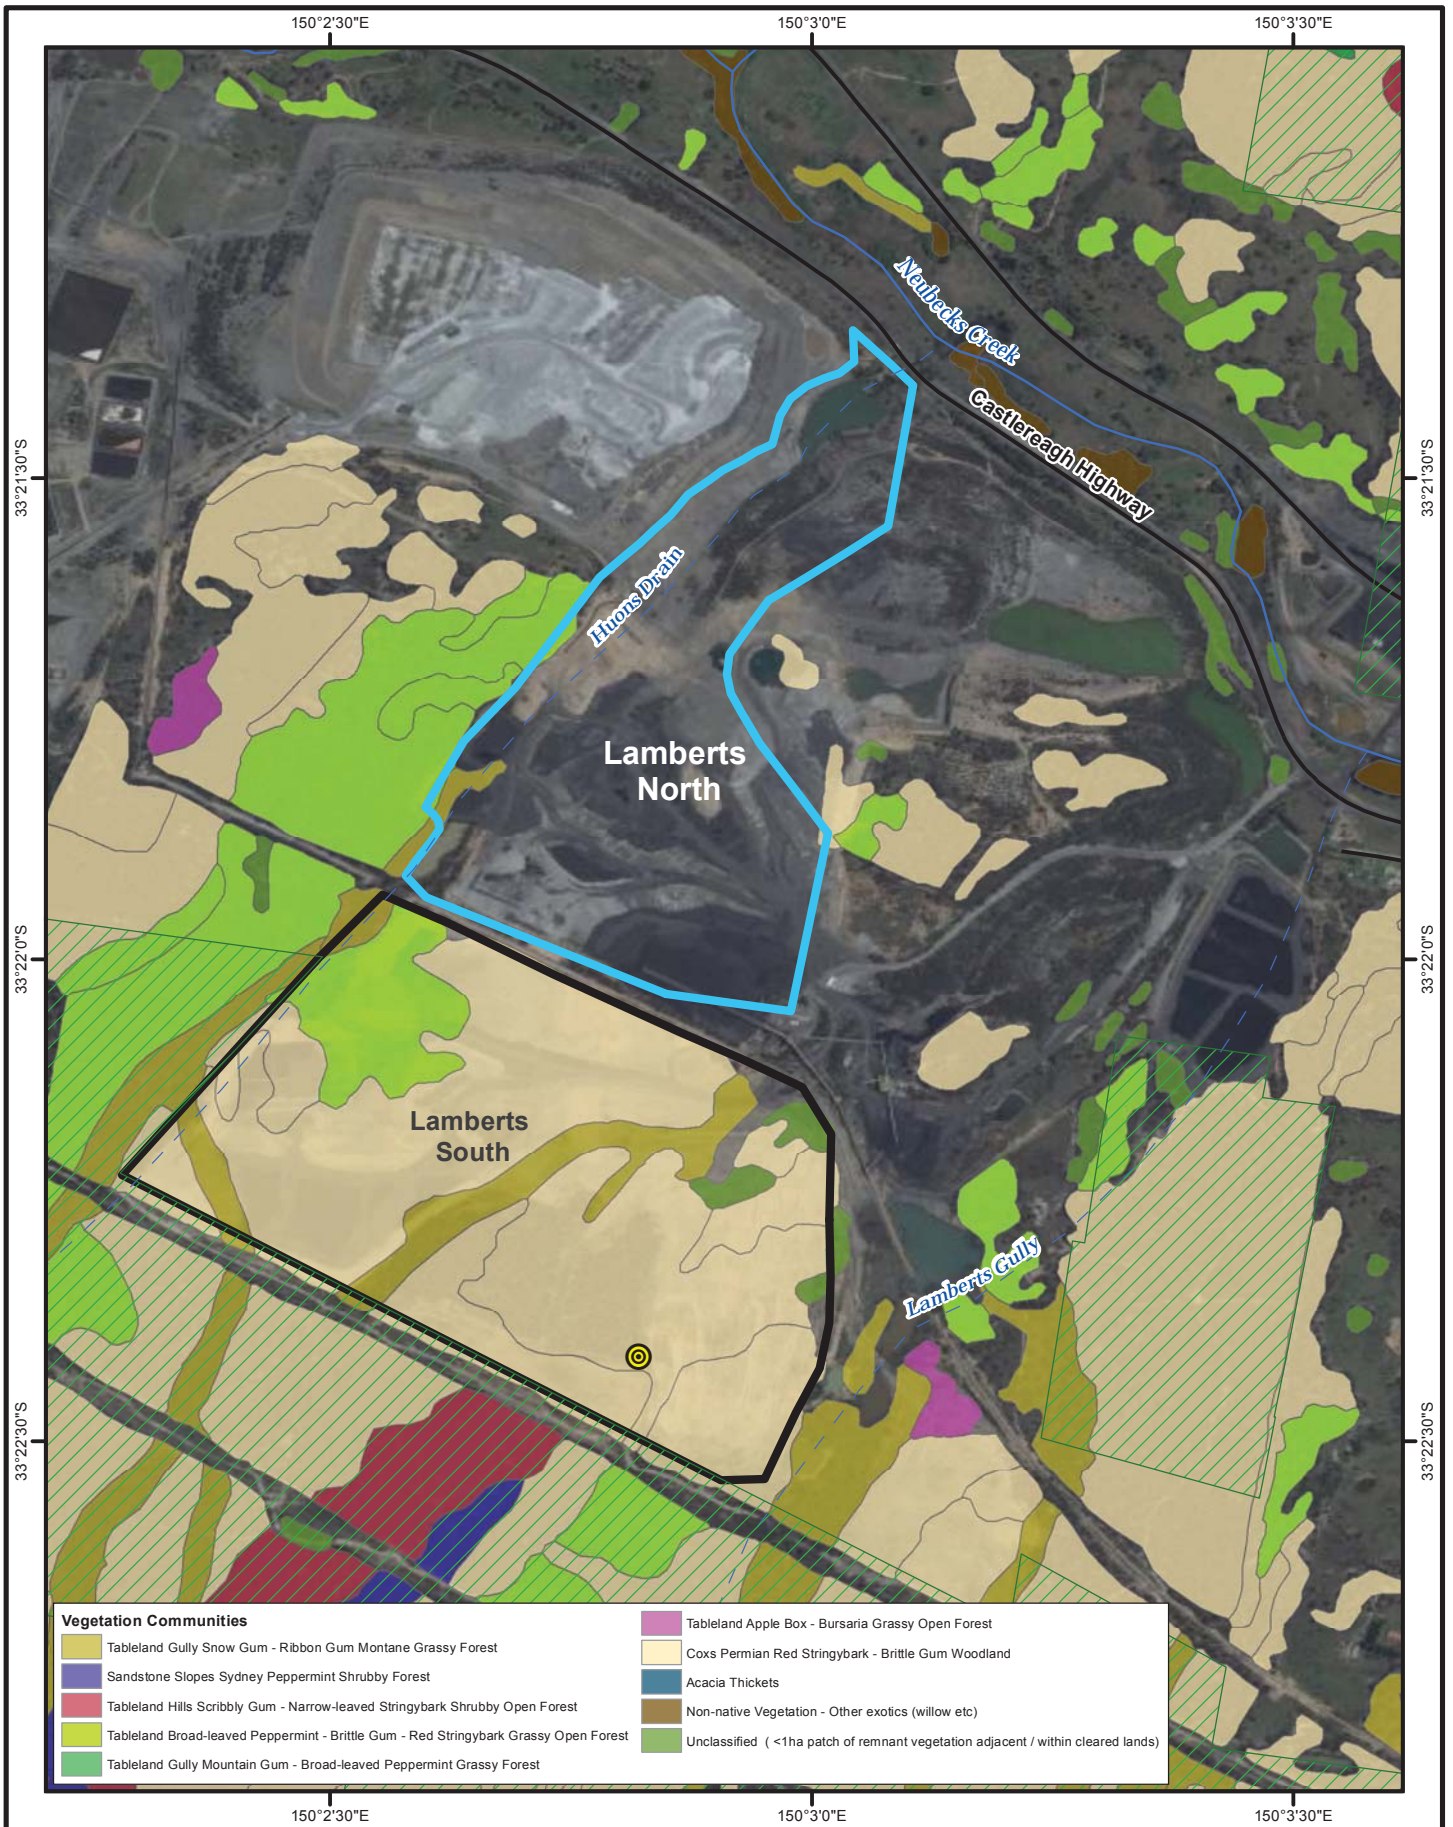 150°2'30"E
150°3'0"E
150°3'30"E
Neubecks Creek
Castlereagh Highway
33°21'30"S
33°21'30"S
Huons Drain
Lamberts
North
33°22'0"S
33°22'0"S
Lamberts
South
Lamberts Gully
33°22'30"S
33°22'30"S
Vegetation Communities
Tableland Gully Snow Gum - Ribbon Gum Montane Grassy Forest
Sandstone Slopes Sydney Peppermint Shrubby Forest
Tableland Hills Scribbly Gum - Narrow-leaved Stringybark Shrubby Open Forest
Tableland Broad-leaved Peppermint - Brittle Gum - Red Stringybark Grassy Open Forest
Tableland Gully Mountain Gum - Broad-leaved Peppermint Grassy Forest
Tableland Apple Box - Bursaria Grassy Open Forest
Coxs Permian Red Stringybark - Brittle Gum Woodland
Acacia Thickets
Non-native Vegetation - Other exotics (willow etc)
Unclassified ( <1ha patch of remnant vegetation adjacent / within cleared lands)
150°2'30"E
150°3'0"E
150°3'30"E